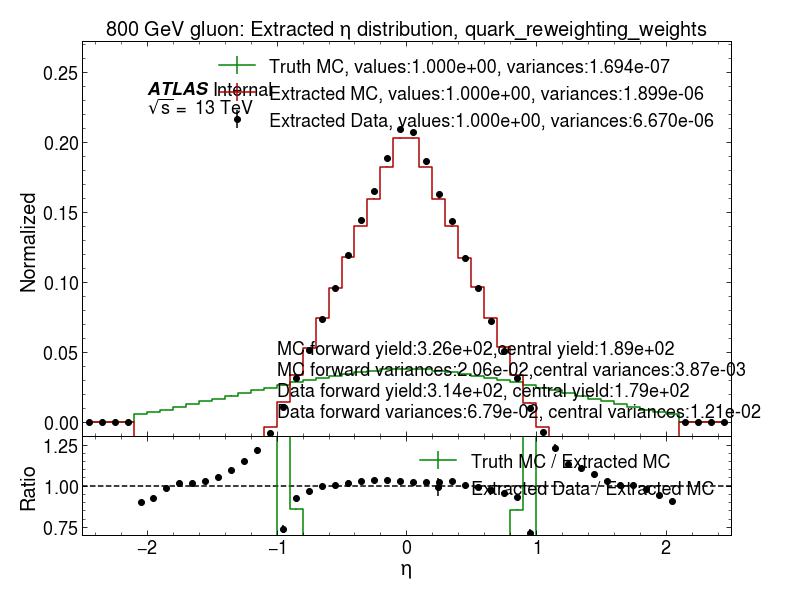 800 GeV gluon: Extracted η distribution, quark_reweighting_weights
Truth MC, values:1.000e+00, variances:1.694e-07
ATLAS Internal
Extracted MC, values:1.000e+00, variances:1.899e-06
√s = 13 TeV
Extracted Data, values:1.000e+00, variances:6.670e-06
Normalized
0.25
0.20
0.15
0.10
0.05
0.00
MC forward yield:3.26e+02,central yield:1.89e+02
MC forward variances:2.06e-02,central variances:3.87e-03
Data forward yield:3.14e+02, central yield:1.79e+02
Data forward variances:6.79e-02, central variances:1.21e-02
Ratio
1.25
1.00
0.75
Truth MC / Extracted MC
Extracted Data / Extracted MC
−2
−1
0
1
2
η